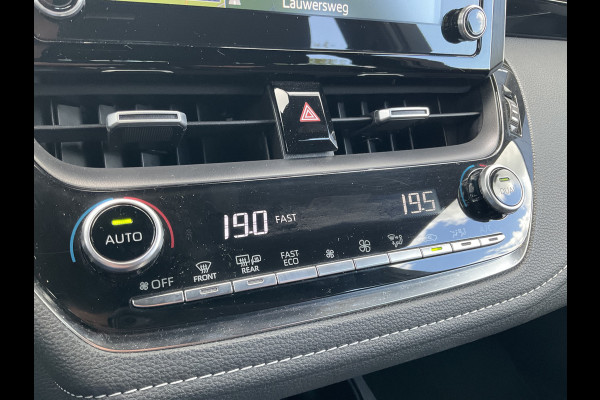 Lauwersweg
19.0 FAST
19.5
AUTO
OFF
FRONT
REAR
FAST
ECO